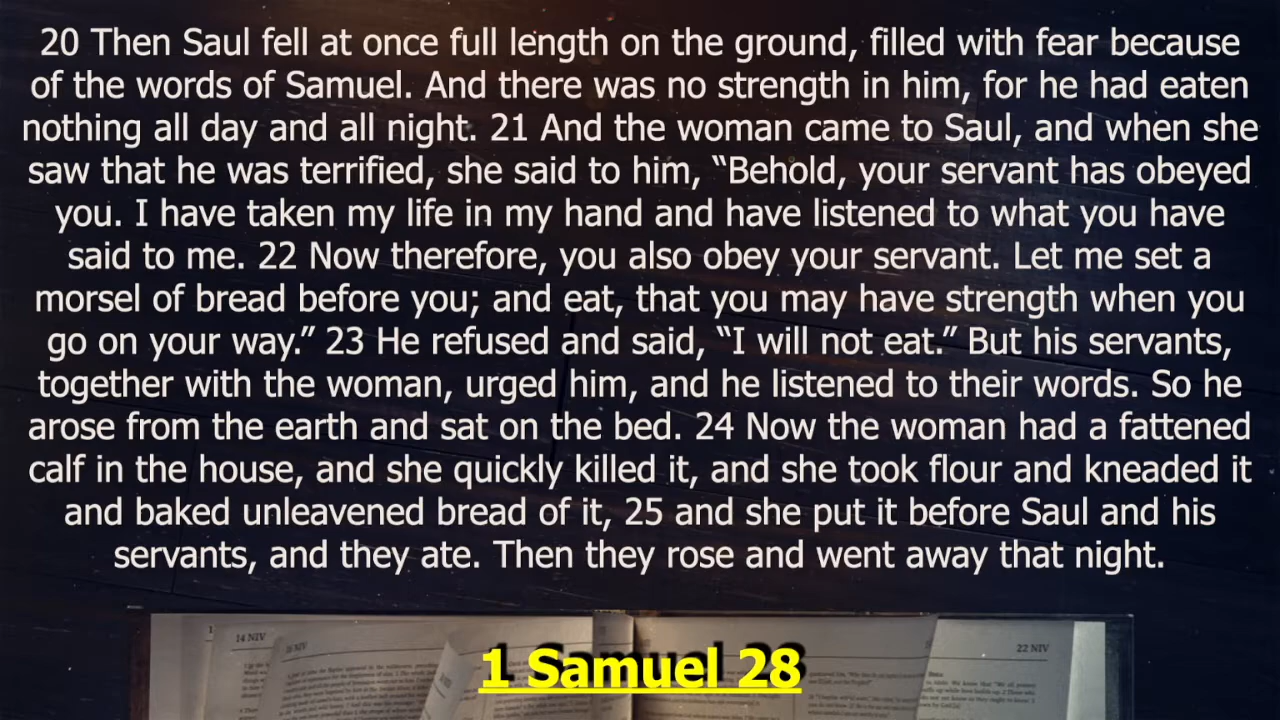 20 Then Saul fell at once full length on the ground, filled with fear because
of the words of Samuel. And there was no strength in him, for he had eaten
nothing all day and all night. 21 And the woman came to Saul, and when she
saw that he was terrified, she said to him, “Behold, your servant has obeyed
you. I have taken my life in my hand and have listened to what you have
said to me. 22 Now therefore, you also obey your servant. Let me set a
morsel of bread before you; and eat, that you may have strength when you
go on your way.” 23 He refused and said, “I will not eat.” But his servants,
together with the woman, urged him, and he listened to their words. So he
arose from the earth and sat on the bed. 24 Now the woman had a fattened
calf in the house, and she quickly killed it, and she took flour and kneaded it
and baked unleavened bread of it, 25 and she put it before Saul and his
servants, and they ate. Then they rose and went away that night.
14 NIV
22 NIV
1 Samuel 28